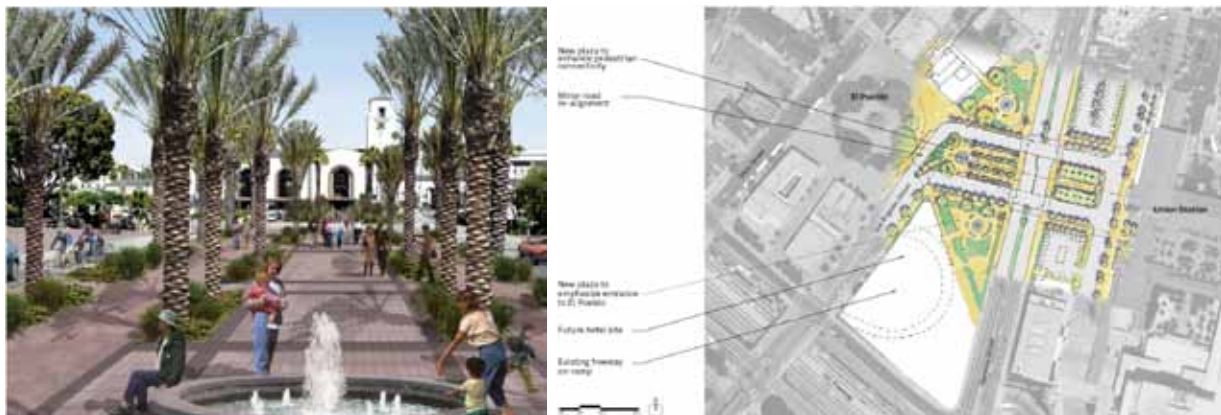 New plaza to
enhance pedestrian
connectivity
Minor road
re-alignment
El Pueblo
Union Station
New plaza to
emphasize entrance
to El Pueblo
Future hotel site
Existing freeway
on ramp